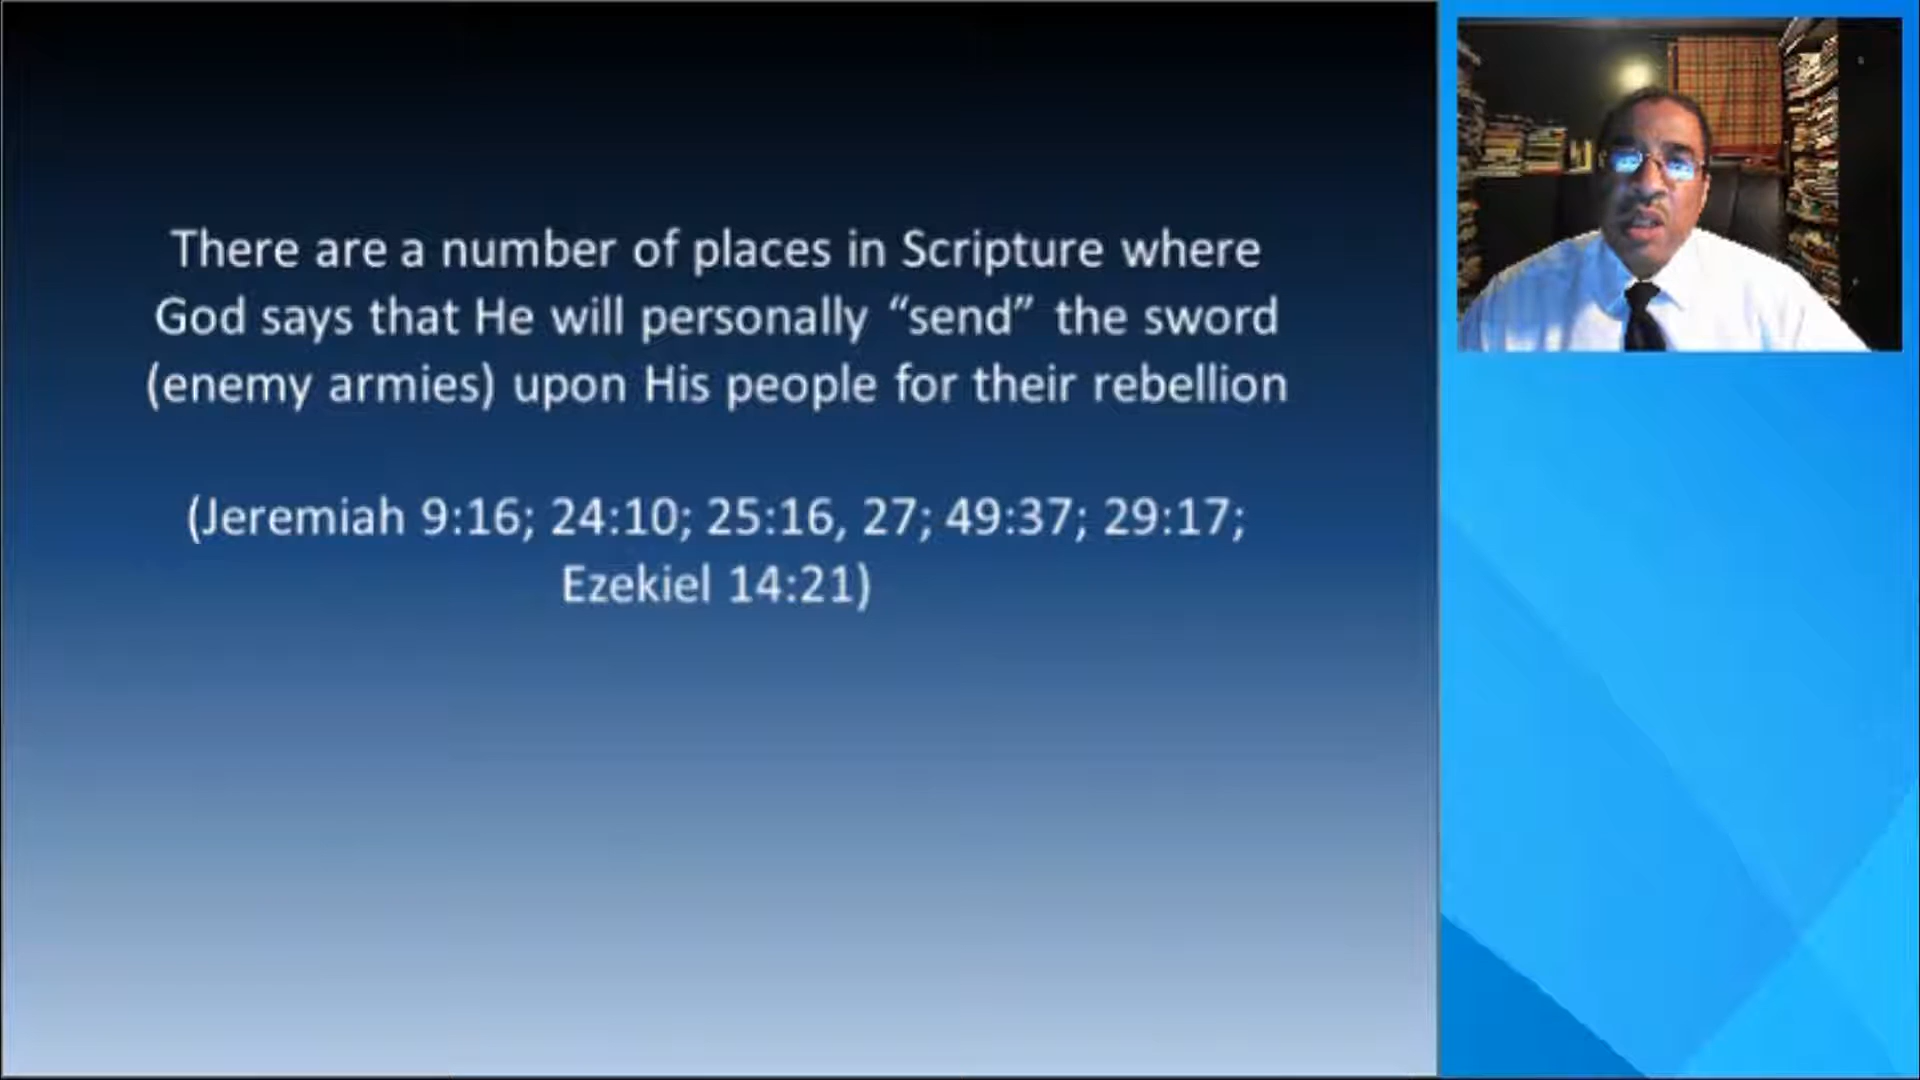 There are a number of places in Scripture where
God says that He will personally “send” the sword
(enemy armies) upon His people for their rebellion
(Jeremiah 9:16; 24:10; 25:16, 27; 49:37; 29:17;
Ezekiel 14:21)